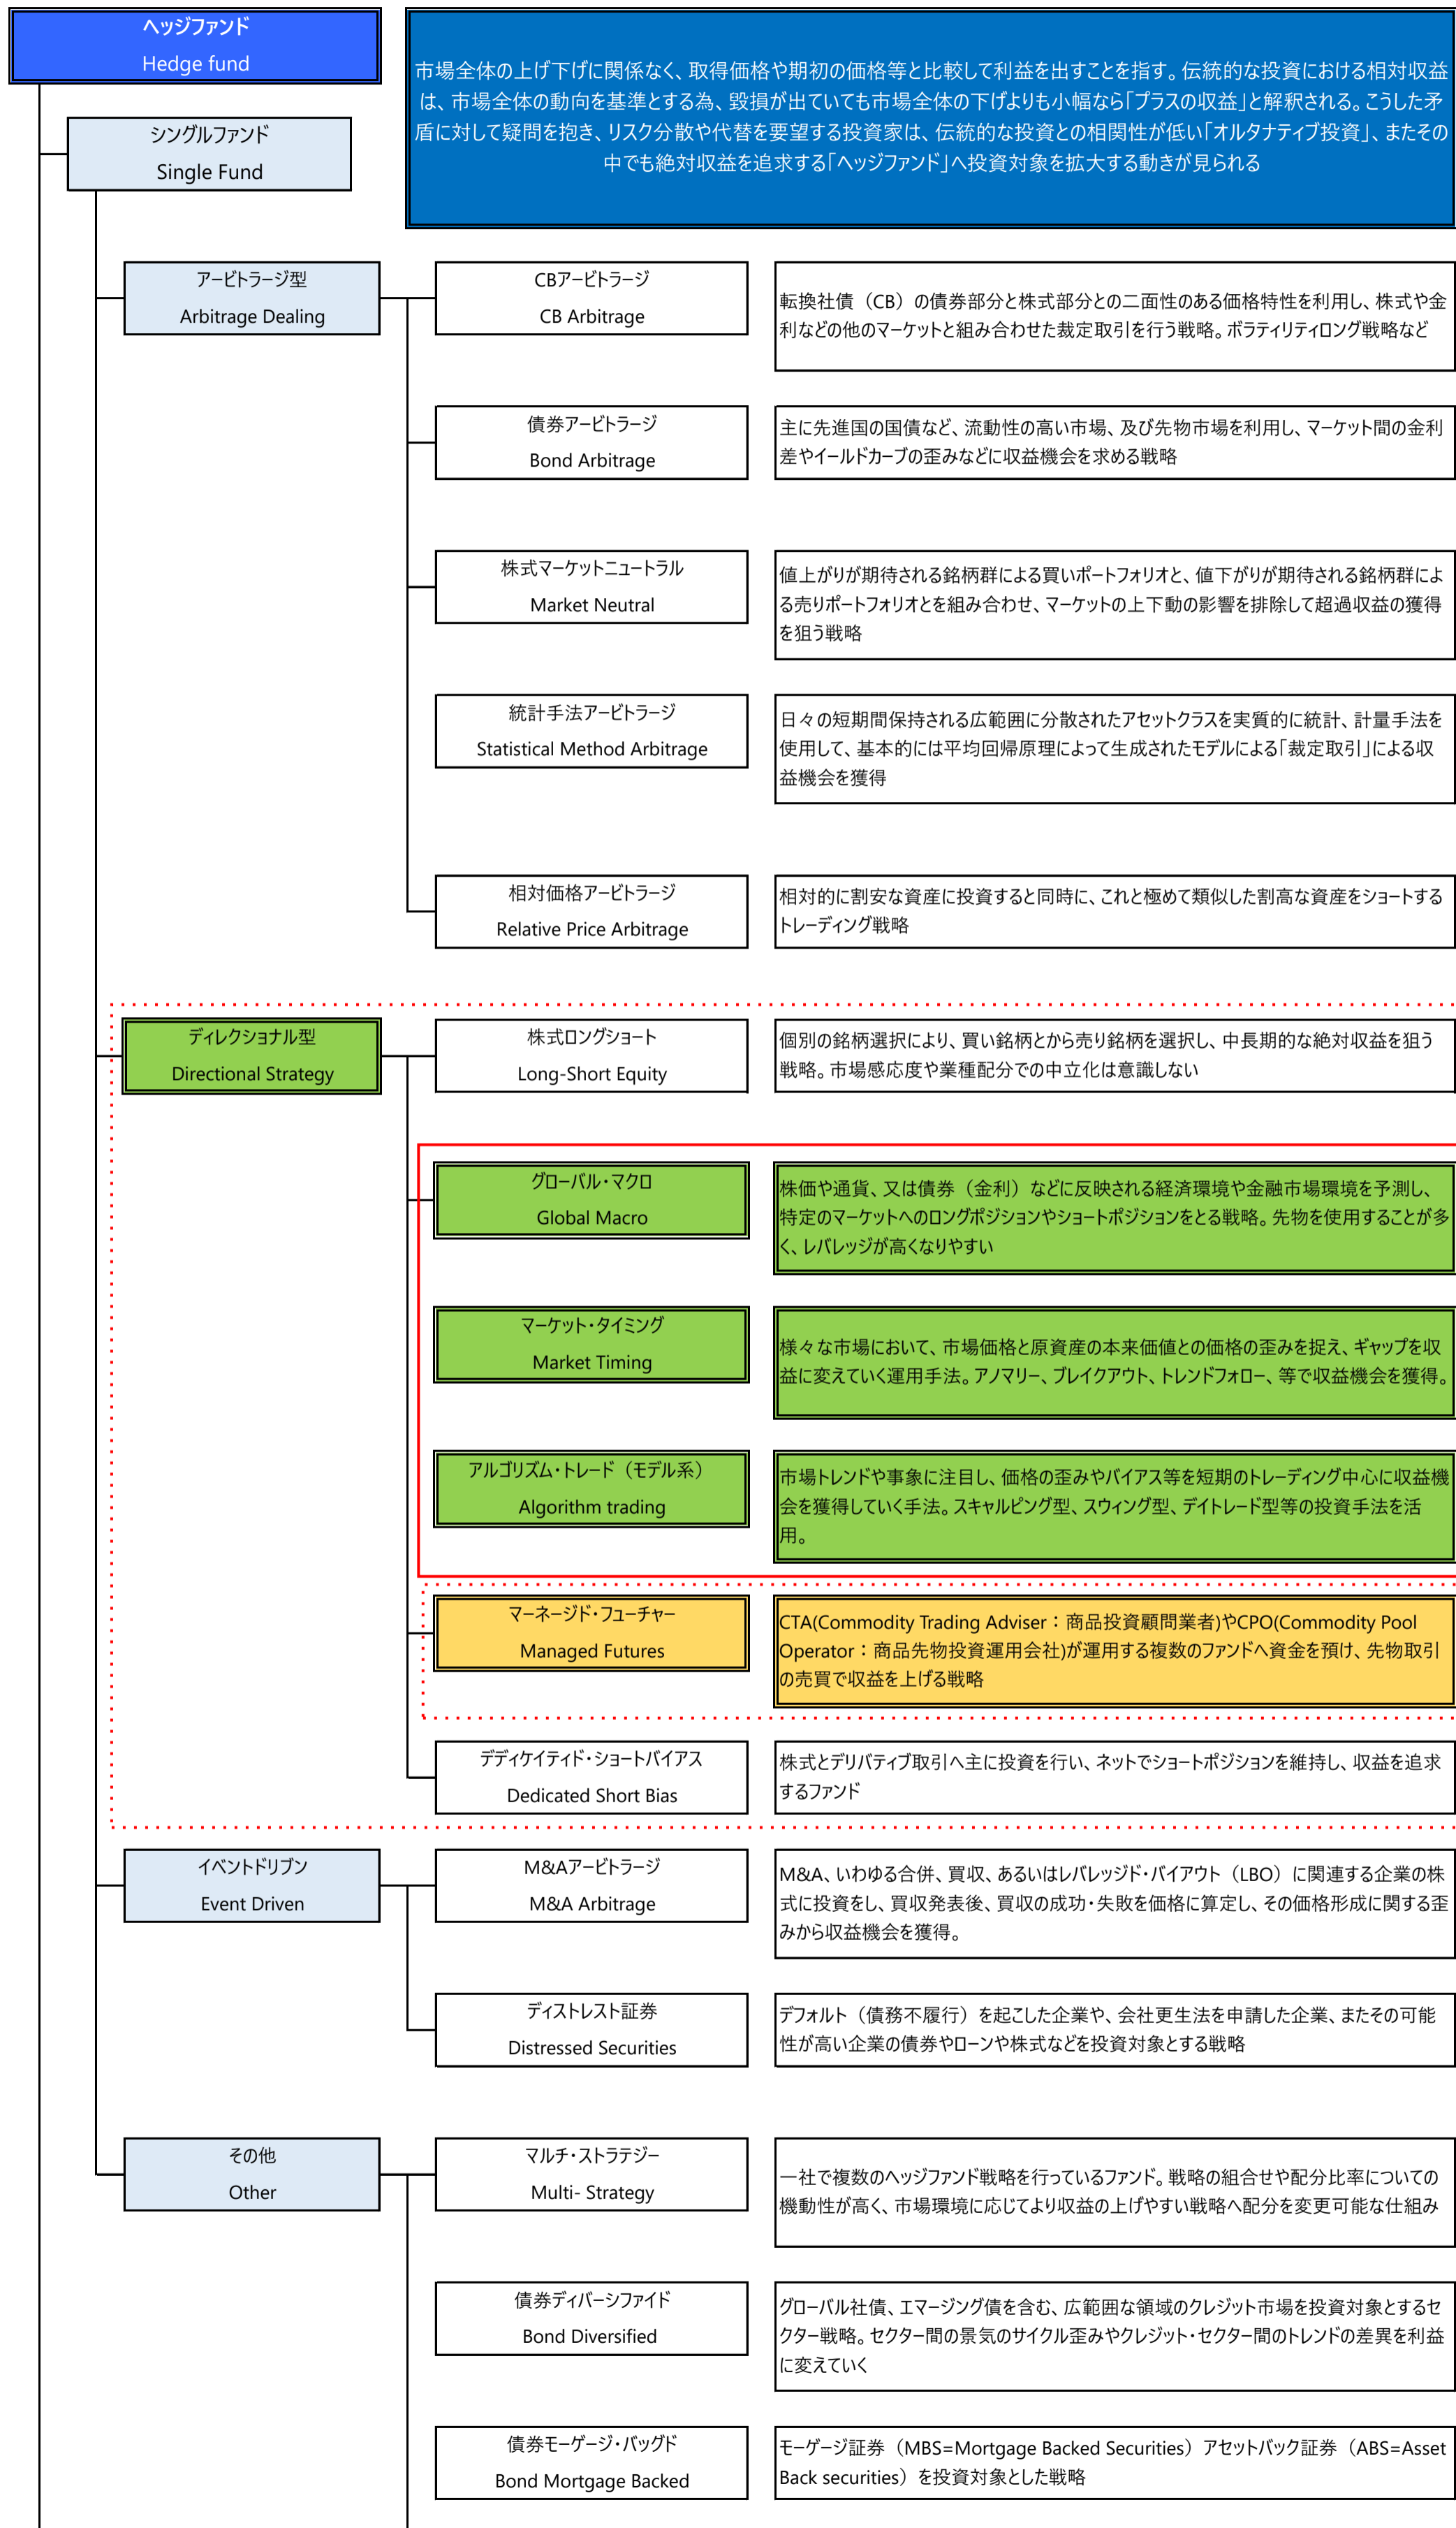 ヘッジファンド
Hedge fund
市場全体の上げ下げに関係なく、取得価格や期初の価格等と比較して利益を出すことを指す。伝統的な投資における相対収益
は、市場全体の動向を基準とする為、毀損が出ていても市場全体の下げよりも小幅なら「プラスの収益」と解釈される。こうした矛
盾に対して疑問を抱き、リスク分散や代替を要望する投資家は、伝統的な投資との相関性が低い「オルタナティブ投資」、またその
中でも絶対収益を追求する「ヘッジファンド」へ投資対象を拡大する動きが見られる
シングルファンド
Single Fund
アービトラージ型
Arbitrage Dealing
CBアービトラージ
CB Arbitrage
転換社債（CB）の債券部分と株式部分との二面性のある価格特性を利用し、株式や金
利などの他のマーケットと組み合わせた裁定取引を行う戦略。ボラティリティロング戦略など
債券アービトラージ
Bond Arbitrage
主に先進国の国債など、流動性の高い市場、及び先物市場を利用し、マーケット間の金利
差やイールドカーブの歪みなどに収益機会を求める戦略
株式マーケットニュートラル
Market Neutral
値上がりが期待される銘柄群による買いポートフォリオと、値下がりが期待される銘柄群によ
る売りポートフォリオとを組み合わせ、マーケットの上下動の影響を排除して超過収益の獲得
を狙う戦略
統計手法アービトラージ
Statistical Method Arbitrage
日々の短期間保持される広範囲に分散されたアセットクラスを実質的に統計、計量手法を
使用して、基本的には平均回帰原理によって生成されたモデルによる「裁定取引」による収
益機会を獲得
相対価格アービトラージ
Relative Price Arbitrage
相対的に割安な資産に投資すると同時に、これと極めて類似した割高な資産をショートする
トレーディング戦略
ディレクショナル型
Directional Strategy
株式ロングショート
Long-Short Equity
個別の銘柄選択により、買い銘柄とから売り銘柄を選択し、中長期的な絶対収益を狙う
戦略。市場感応度や業種配分での中立化は意識しない
グローバル・マクロ
Global Macro
株価や通貨、又は債券（金利）などに反映される経済環境や金融市場環境を予測し、
特定のマーケットへのロングポジションやショートポジションをとる戦略。先物を使用することが多
く、レバレッジが高くなりやすい
マーケット・タイミング
Market Timing
様々な市場において、市場価格と原資産の本来価値との価格の歪みを捉え、ギャップを収
益に変えていく運用手法。アノマリー、ブレイクアウト、トレンドフォロー、等で収益機会を獲得。
アルゴリズム・トレード（モデル系）
Algorithm trading
市場トレンドや事象に注目し、価格の歪みやバイアス等を短期のトレーディング中心に収益機
会を獲得していく手法。スキャルピング型、スウィング型、デイトレード型等の投資手法を活
用。
マーネージド・フューチャー
Managed Futures
CTA(Commodity Trading Adviser：商品投資顧問業者)やCPO(Commodity Pool
Operator：商品先物投資運用会社)が運用する複数のファンドへ資金を預け、先物取引
の売買で収益を上げる戦略
デディケイティド・ショートバイアス
Dedicated Short Bias
株式とデリバティブ取引へ主に投資を行い、ネットでショートポジションを維持し、収益を追求
するファンド
イベントドリブン
Event Driven
M&Aアービトラージ
M&A Arbitrage
M&A、いわゆる合併、買収、あるいはレバレッジド・バイアウト（LBO）に関連する企業の株
式に投資をし、買収発表後、買収の成功・失敗を価格に算定し、その価格形成に関する歪
みから収益機会を獲得。
ディストレスト証券
Distressed Securities
デフォルト（債務不履行）を起こした企業や、会社更生法を申請した企業、またその可能
性が高い企業の債券やローンや株式などを投資対象とする戦略
その他
Other
マルチ・ストラテジー
Multi- Strategy
一社で複数のヘッジファンド戦略を行っているファンド。戦略の組合せや配分比率についての
機動性が高く、市場環境に応じてより収益の上げやすい戦略へ配分を変更可能な仕組み
債券ディバーシファイド
Bond Diversified
グローバル社債、エマージング債を含む、広範囲な領域のクレジット市場を投資対象とするセ
クター戦略。セクター間の景気のサイクル歪みやクレジット・セクター間のトレンドの差異を利益
に変えていく
債券モーゲージ・バッグド
Bond Mortgage Backed
モーゲージ証券（MBS=Mortgage Backed Securities）アセットバック証券（ABS=Asset
Back securities）を投資対象とした戦略